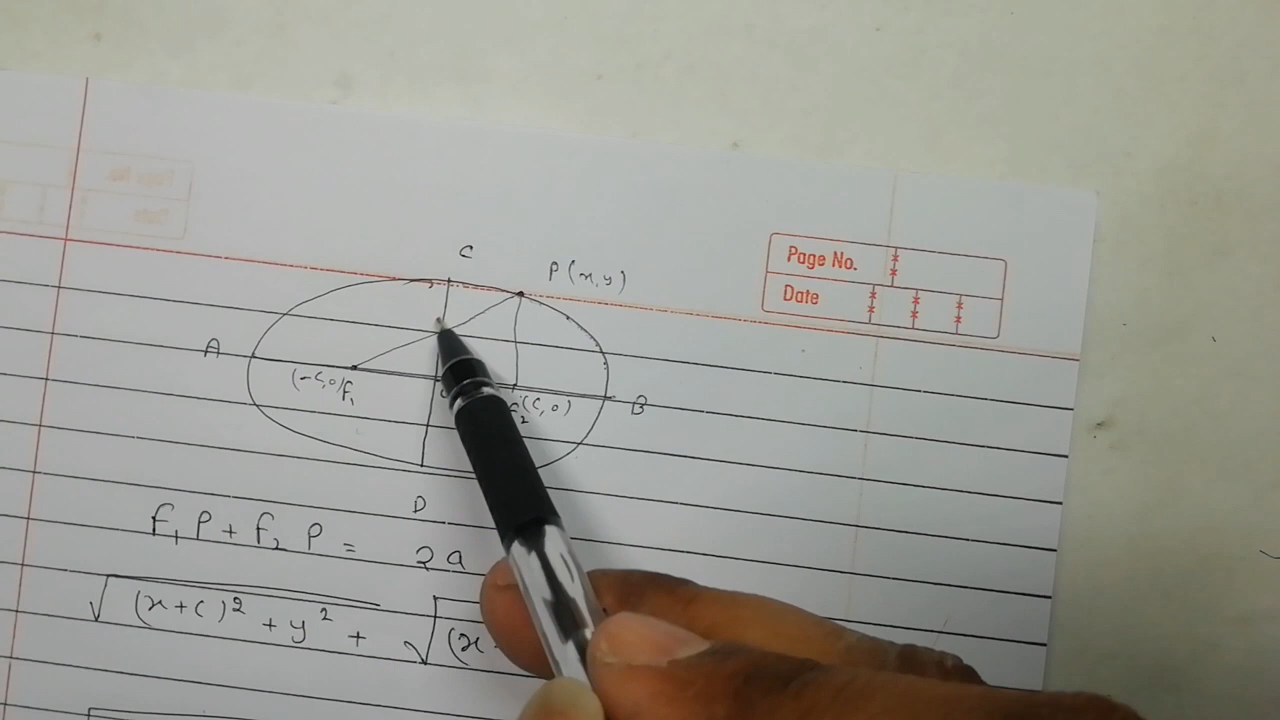 C
P(x,y)
Page No.
Date
A
(-c,0)F₁
F₂(c,0)
B
D
F₁P + F₂P = 2a
√(x+c)² + y² + √(x